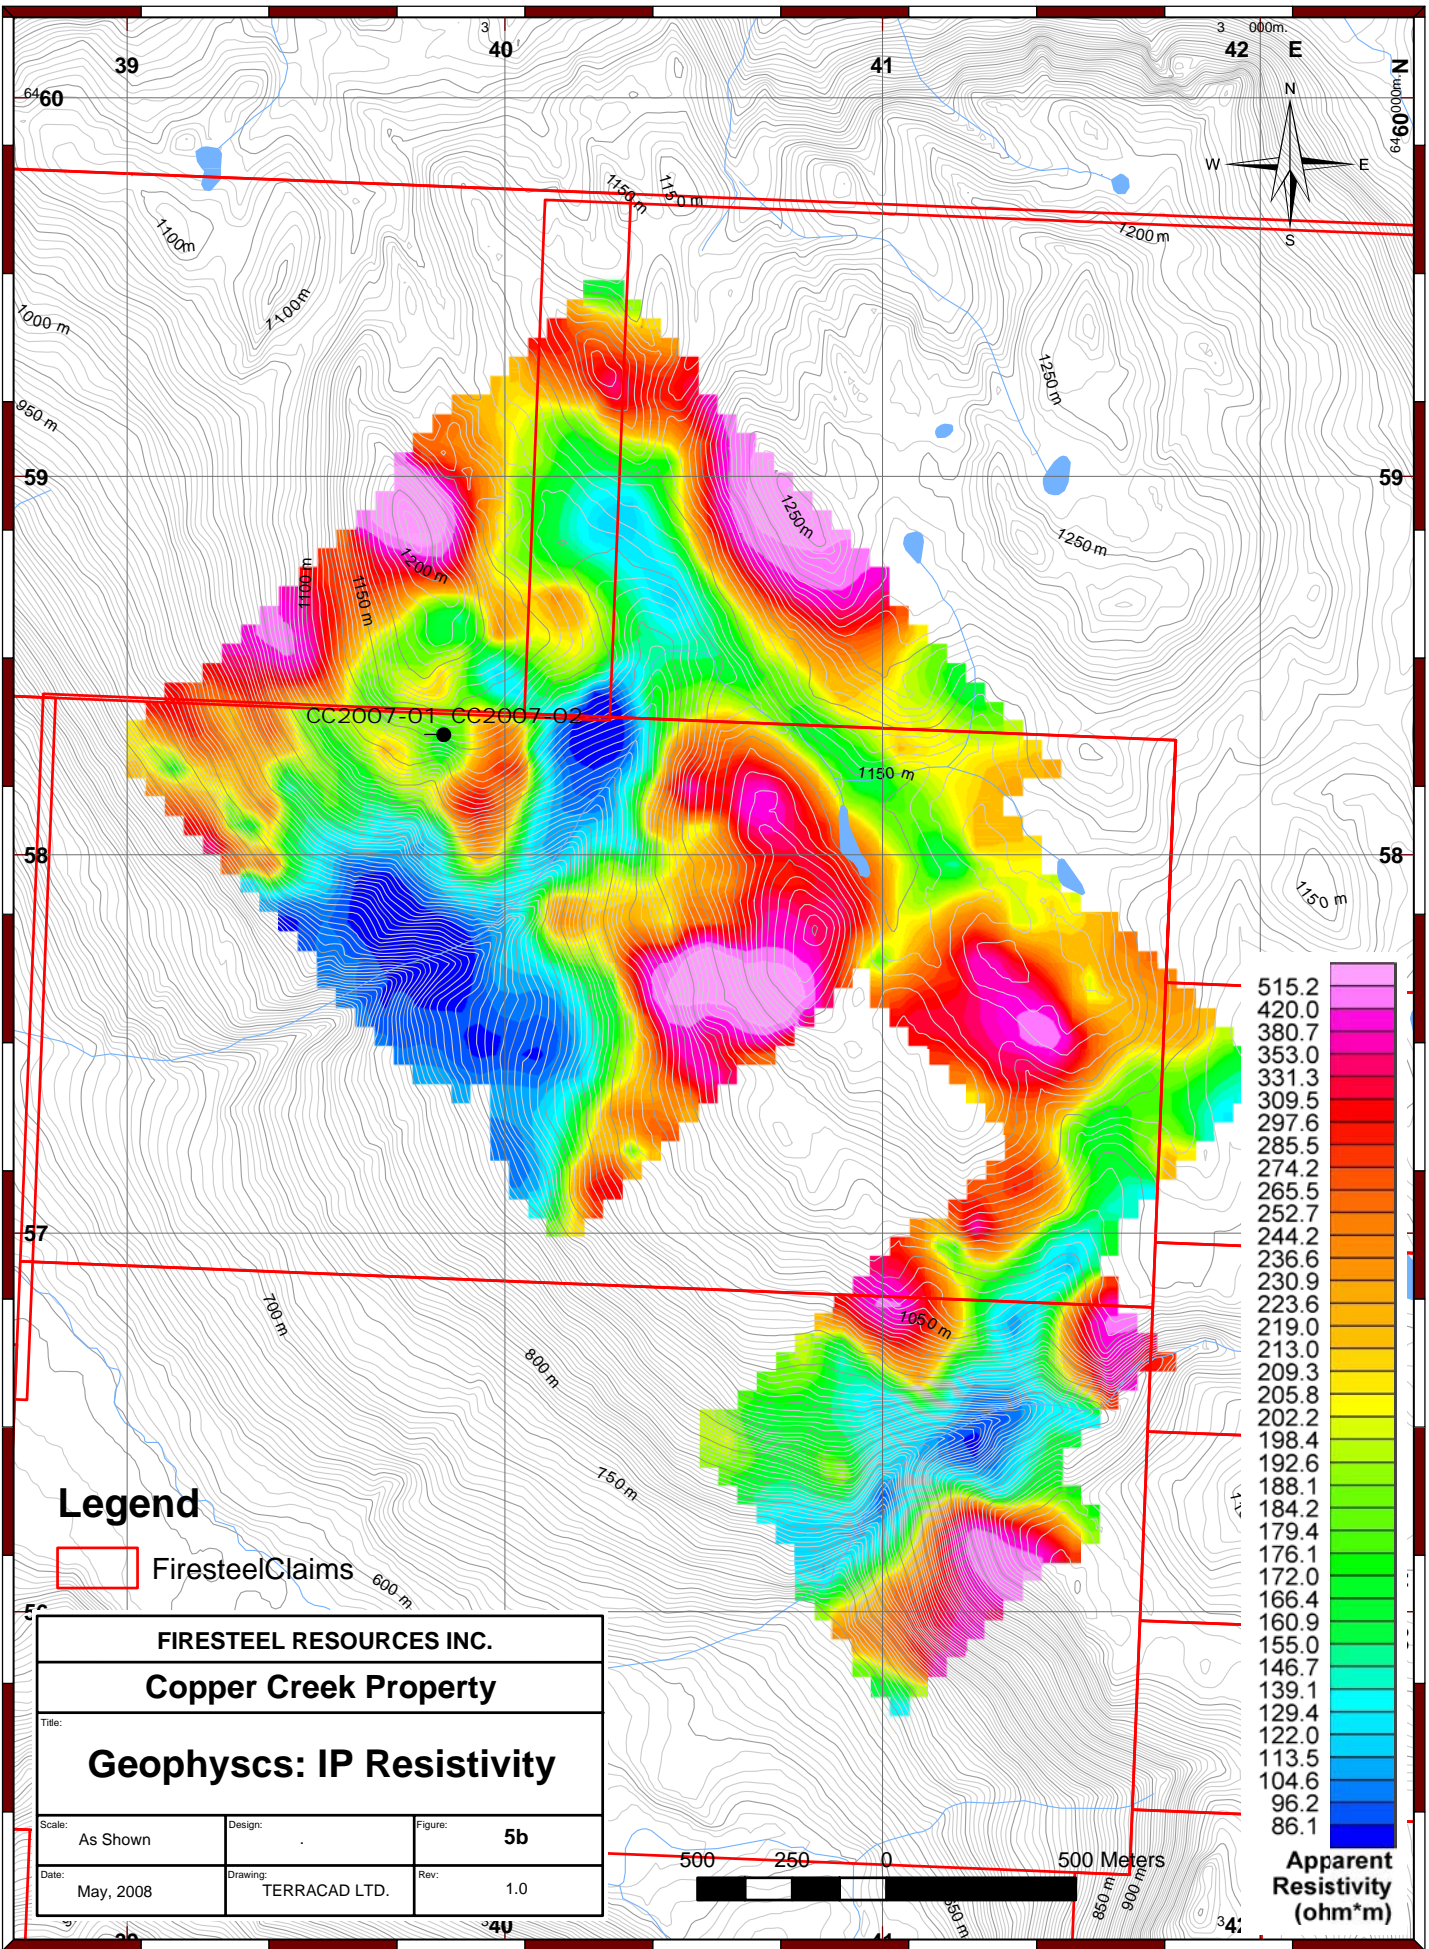 39
3
40
41
3
000m.
42 E
N
6460
6460000m.
N
W E
S
1150 m
1150 m
1200 m
1100m
1100m
1000 m
1250 m
950 m
59
59
1250m
1250 m
1200 m
1100 m
1150 m
CC2007-01 CC2007-02
1150 m
58
58
1150 m
57
1050 m
700 m
800 m
750 m
600 m
Legend
FiresteelClaims
FIRESTEEL RESOURCES INC.
Copper Creek Property
Title:
Geophyscs: IP Resistivity
Scale: As Shown
Design: .
Figure: 5b
Date: May, 2008
Drawing: TERRACAD LTD.
Rev: 1.0
500 250 0 500 Meters
850 m
900 m
340
515.2
420.0
380.7
353.0
331.3
309.5
297.6
285.5
274.2
265.5
252.7
244.2
236.6
230.9
223.6
219.0
213.0
209.3
205.8
202.2
198.4
192.6
188.1
184.2
179.4
176.1
172.0
166.4
160.9
155.0
146.7
139.1
129.4
122.0
113.5
104.6
96.2
86.1
Apparent
Resistivity
(ohm*m)